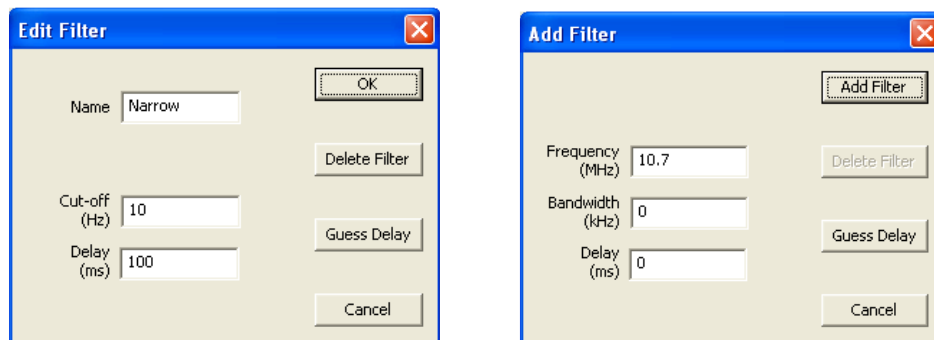 Edit Filter
OK
Name Narrow
Delete Filter
Cut-off
(Hz) 10
Guess Delay
Delay
(ms) 100
Cancel
Add Filter
Add Filter
Frequency
(MHz) 10.7
Delete Filter
Bandwidth
(kHz) 0
Guess Delay
Delay
(ms) 0
Cancel